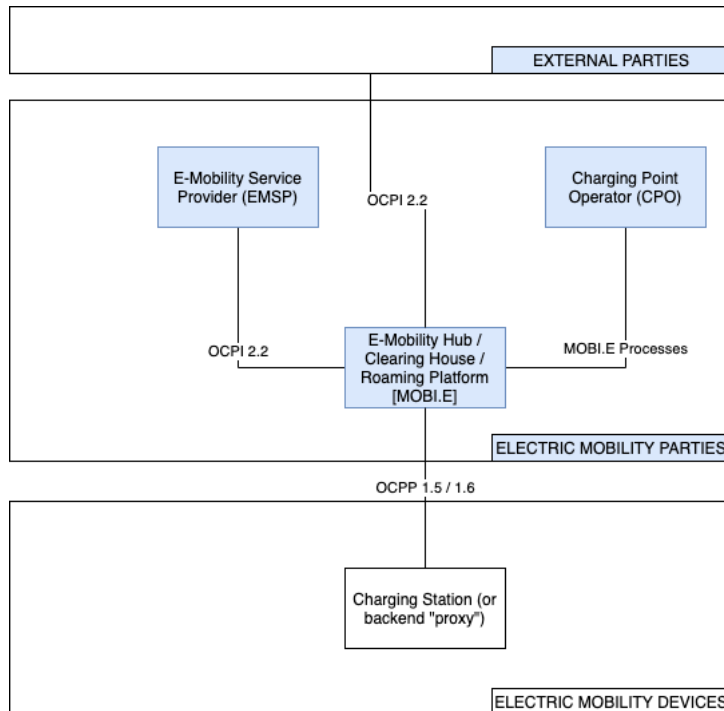 EXTERNAL PARTIES
E-Mobility Service
Provider (EMSP)
Charging Point
Operator (CPO)
OCPI 2.2
OCPI 2.2
E-Mobility Hub /
Clearing House /
Roaming Platform
[MOBI.E]
MOBI.E Processes
ELECTRIC MOBILITY PARTIES
OCPP 1.5 / 1.6
Charging Station (or
backend "proxy")
ELECTRIC MOBILITY DEVICES